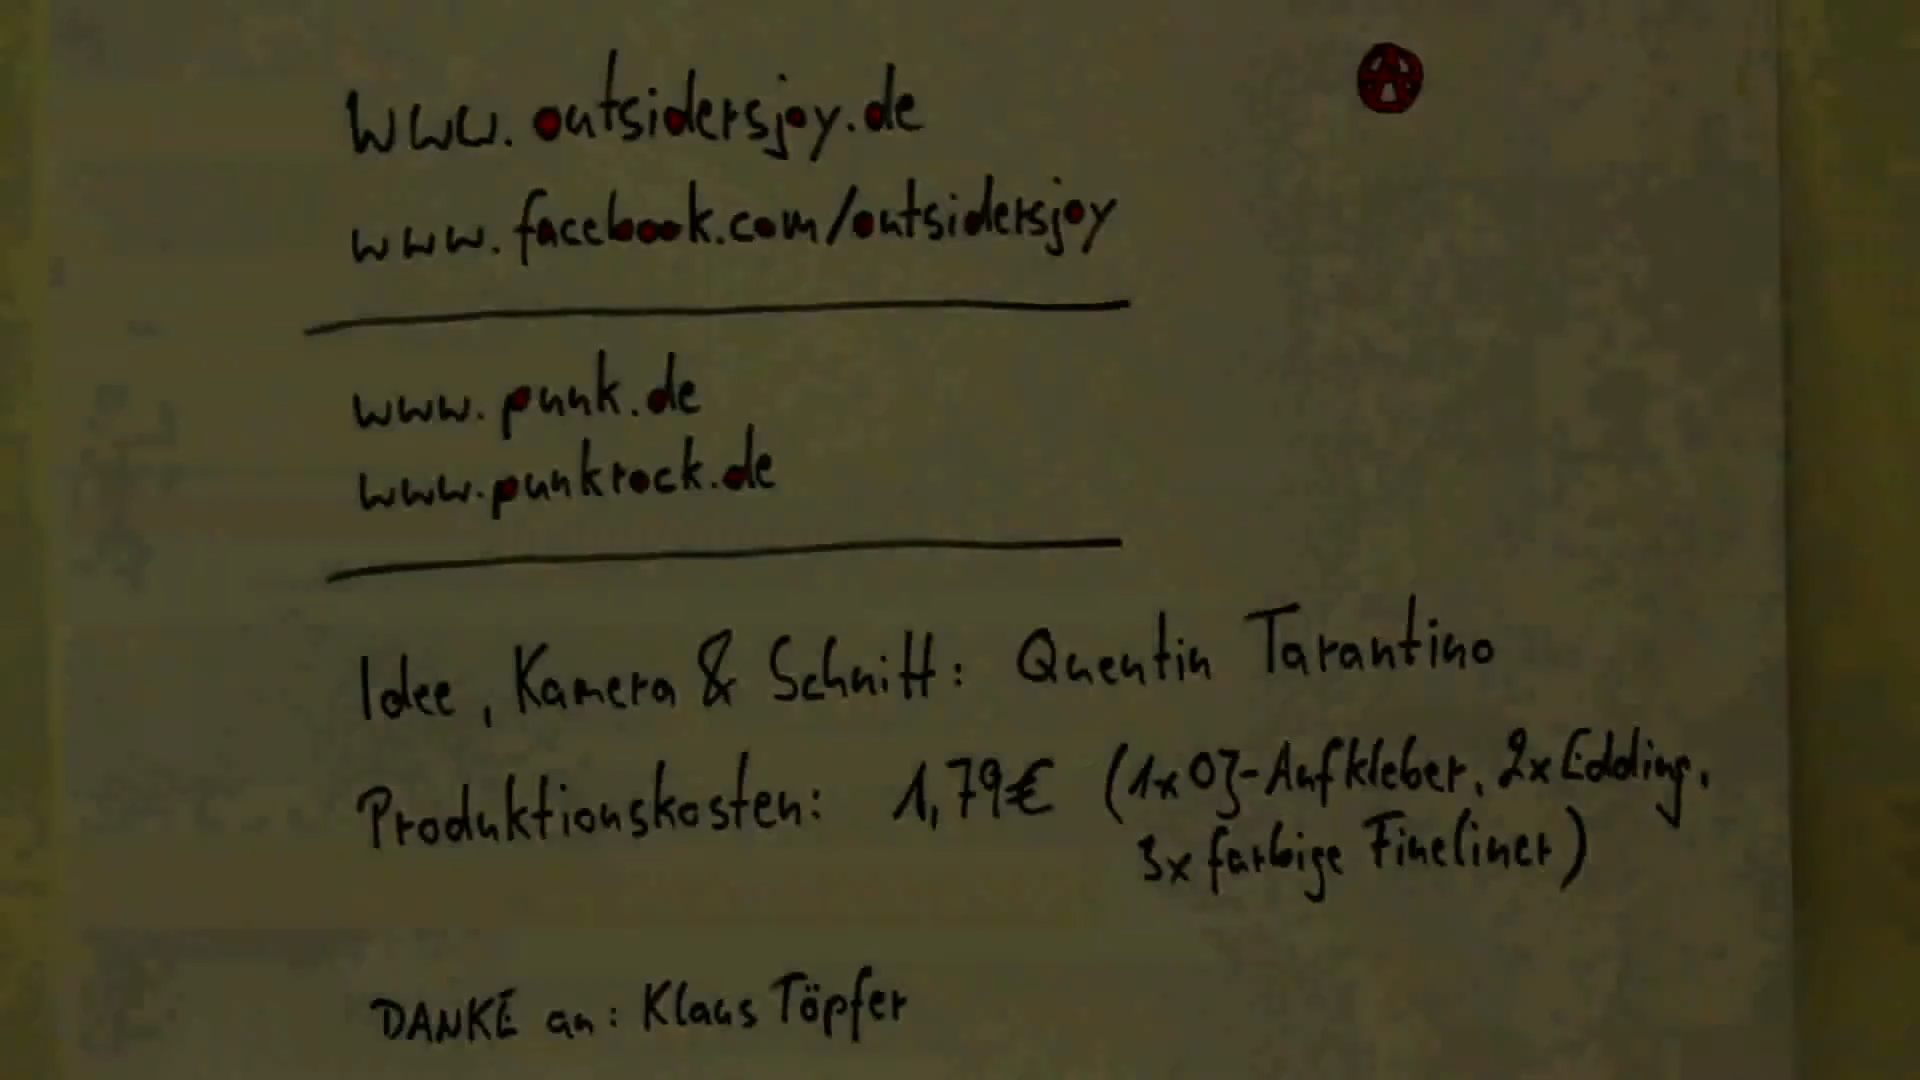 www.outsidersjoy.de
www.facebook.com/outsidersjoy
www.punk.de
www.punkrock.de
Idee, Kamera & Schnitt: Quentin Tarantino
Produktionskosten: 1,79€ (1x OJ-Aufkleber, 2x Edding,
3x farbige Fineliner)
DANKE an: Klaus Töpfer